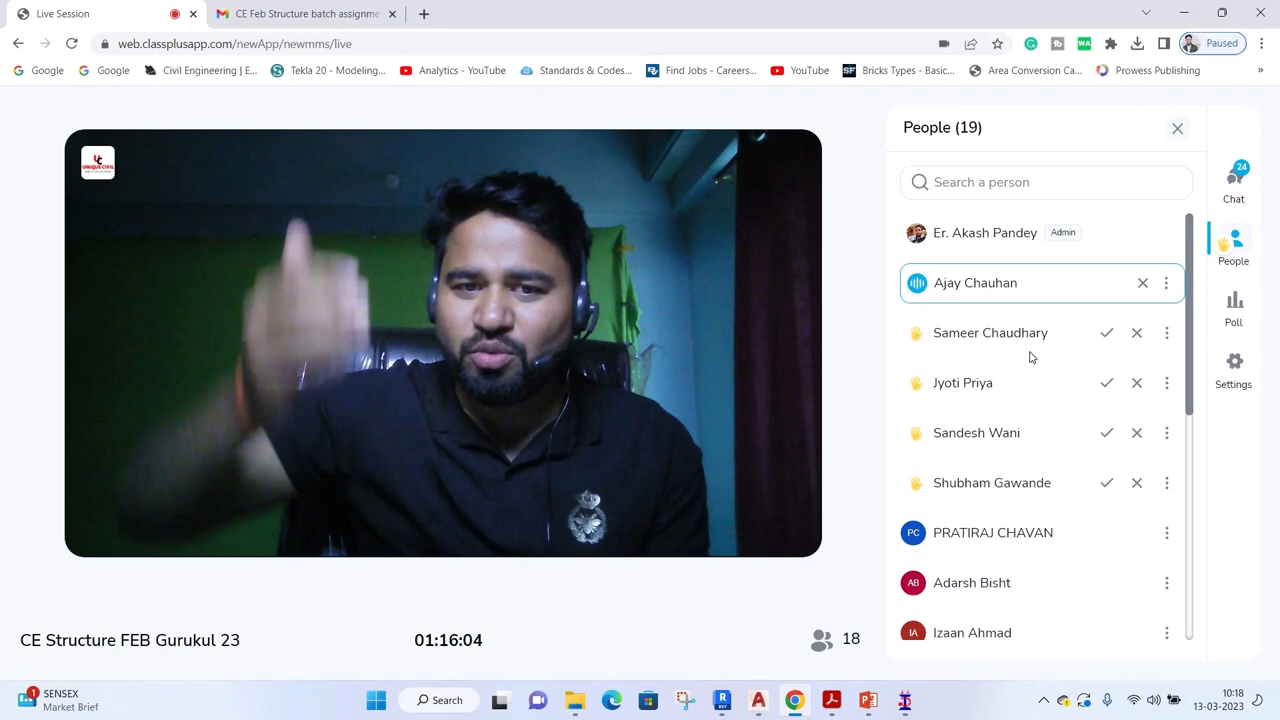 Live Session
CE Feb Structure batch assignme
web.classplusapp.com/newApp/newmms/live
Paused
Google
Google
Civil Engineering | E...
Tekla 20 - Modeling...
Analytics - YouTube
Standards & Codes...
Find Jobs - Careers...
YouTube
Bricks Types - Basic...
Area Conversion Ca...
Prowess Publishing
UNIQUE CIVIL
People (19)
Search a person
Er. Akash Pandey Admin
Ajay Chauhan
Sameer Chaudhary
Jyoti Priya
Sandesh Wani
Shubham Gawande
PC PRATIRAJ CHAVAN
AB Adarsh Bisht
IA Izaan Ahmad
24
Chat
People
Poll
Settings
CE Structure FEB Gurukul 23
01:16:04
18
1
SENSEX
Market Brief
Search
10:18
13-03-2023